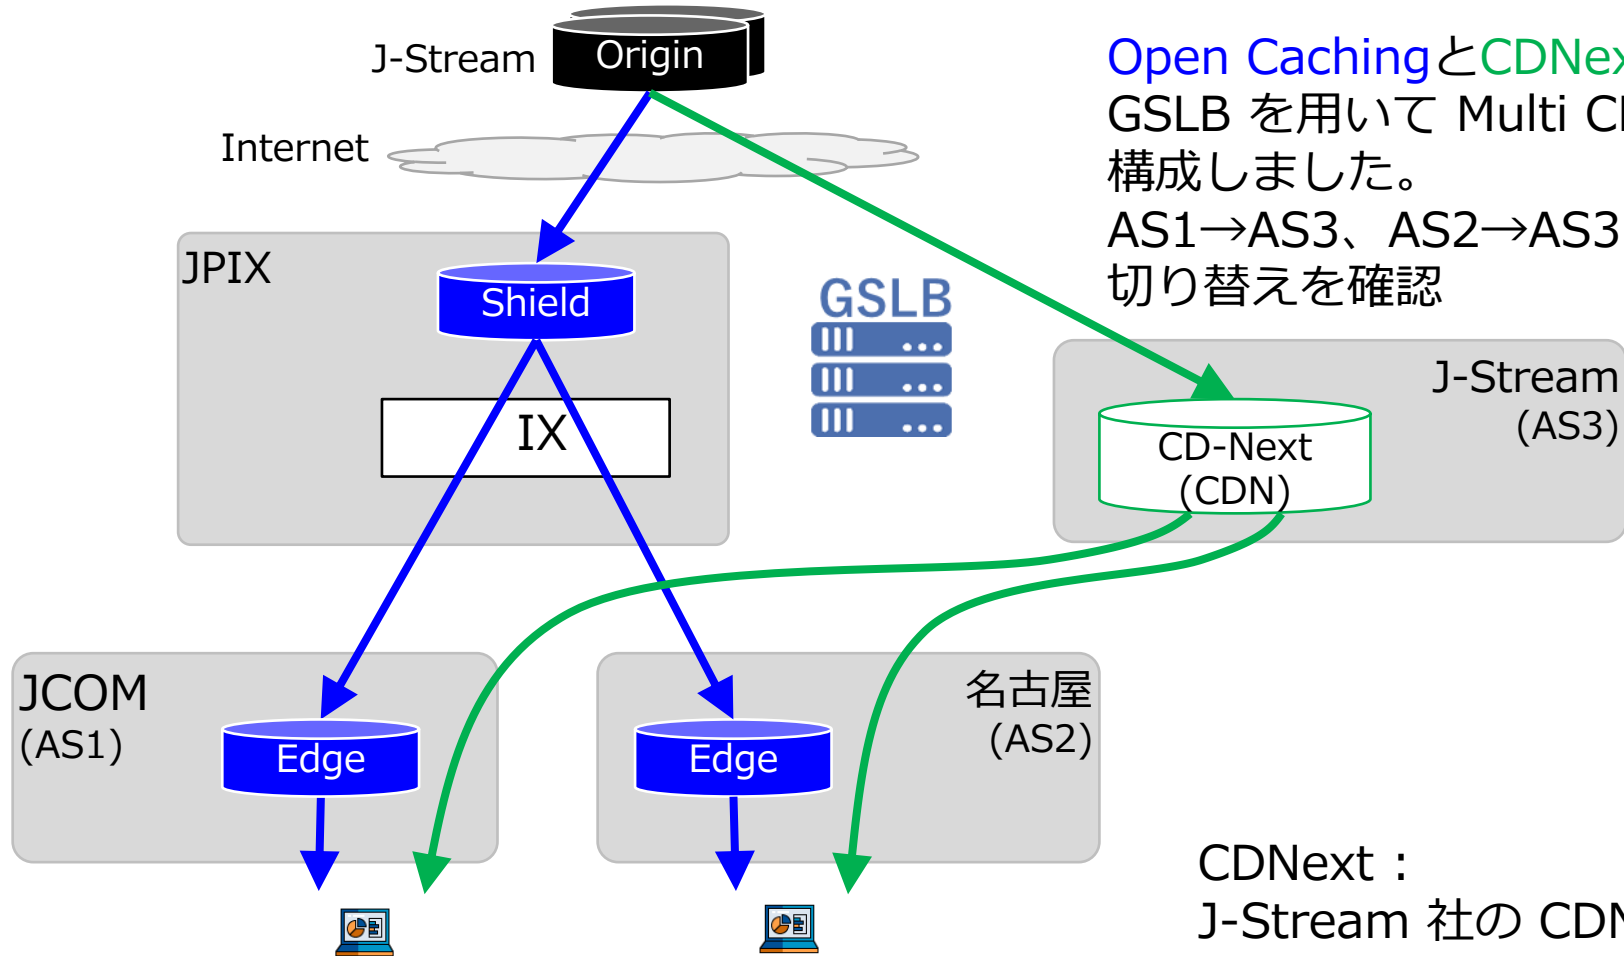 J-Stream
Origin
Internet
Open CachingとCDNex
GSLB を用いて Multi C
構成しました。
AS1→AS3、AS2→AS3
切り替えを確認
JPIX
Shield
IX
GSLB
J-Stream
(AS3)
CD-Next
(CDN)
JCOM
(AS1)
Edge
名古屋
(AS2)
Edge
CDNext :
J-Stream 社の CDN